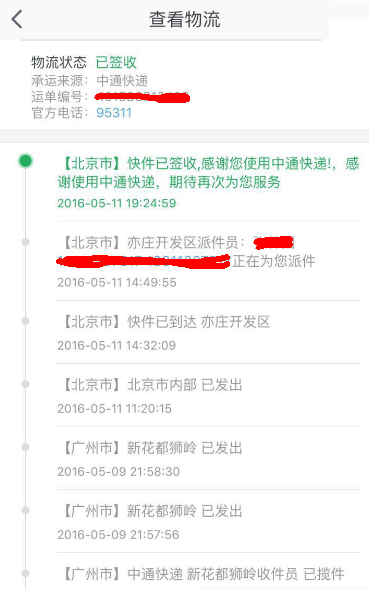 查看物流
物流状态 已签收
承运来源：中通快递
运单编号：
官方电话：95311
【北京市】快件已签收,感谢您使用中通快递!，感
谢使用中通快递，期待再次为您服务
2016-05-11 19:24:59
【北京市】亦庄开发区派件员：
正在为您派件
2016-05-11 14:49:55
【北京市】快件已到达 亦庄开发区
2016-05-11 14:32:09
【北京市】北京市内部 已发出
2016-05-11 11:20:15
【广州市】新花都狮岭 已发出
2016-05-09 21:58:30
【广州市】新花都狮岭 已发出
2016-05-09 21:57:56
【广州市】中通快递 新花都狮岭收件员 已揽件